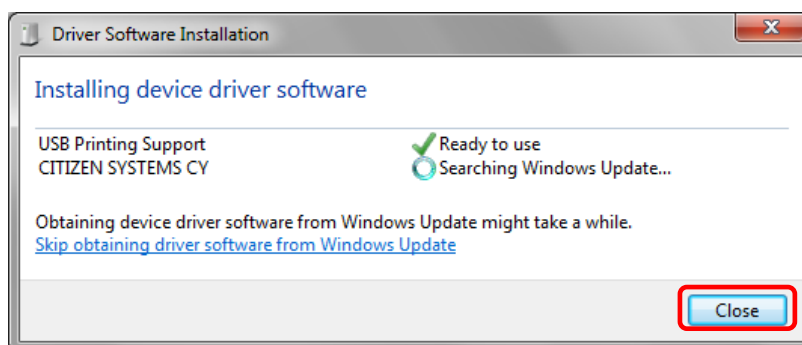 Driver Software Installation
Installing device driver software
USB Printing Support Ready to use
CITIZEN SYSTEMS CY Searching Windows Update...
Obtaining device driver software from Windows Update might take a while.
Skip obtaining driver software from Windows Update
Close